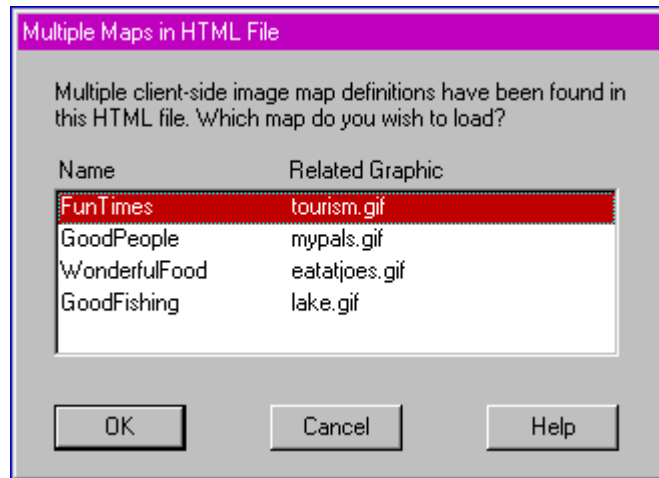 Multiple Maps in HTML File
Multiple client-side image map definitions have been found in
this HTML file. Which map do you wish to load?
Name Related Graphic
FunTimes tourism.gif
GoodPeople mypals.gif
WonderfulFood eatatjoes.gif
GoodFishing lake.gif
OK Cancel Help